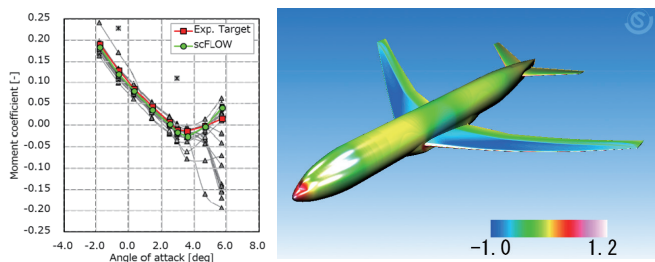 0.25
0.20
0.15
0.10
0.05
0.00
-0.05
-0.10
0.15
-0.20
0.25
Moment coefficient [-]
Exp. Target
scFLOW
-4.0 -2.0 0.0 2.0 4.0 6.0 8.0
Angle of attack [deg]
-1.0 1.2